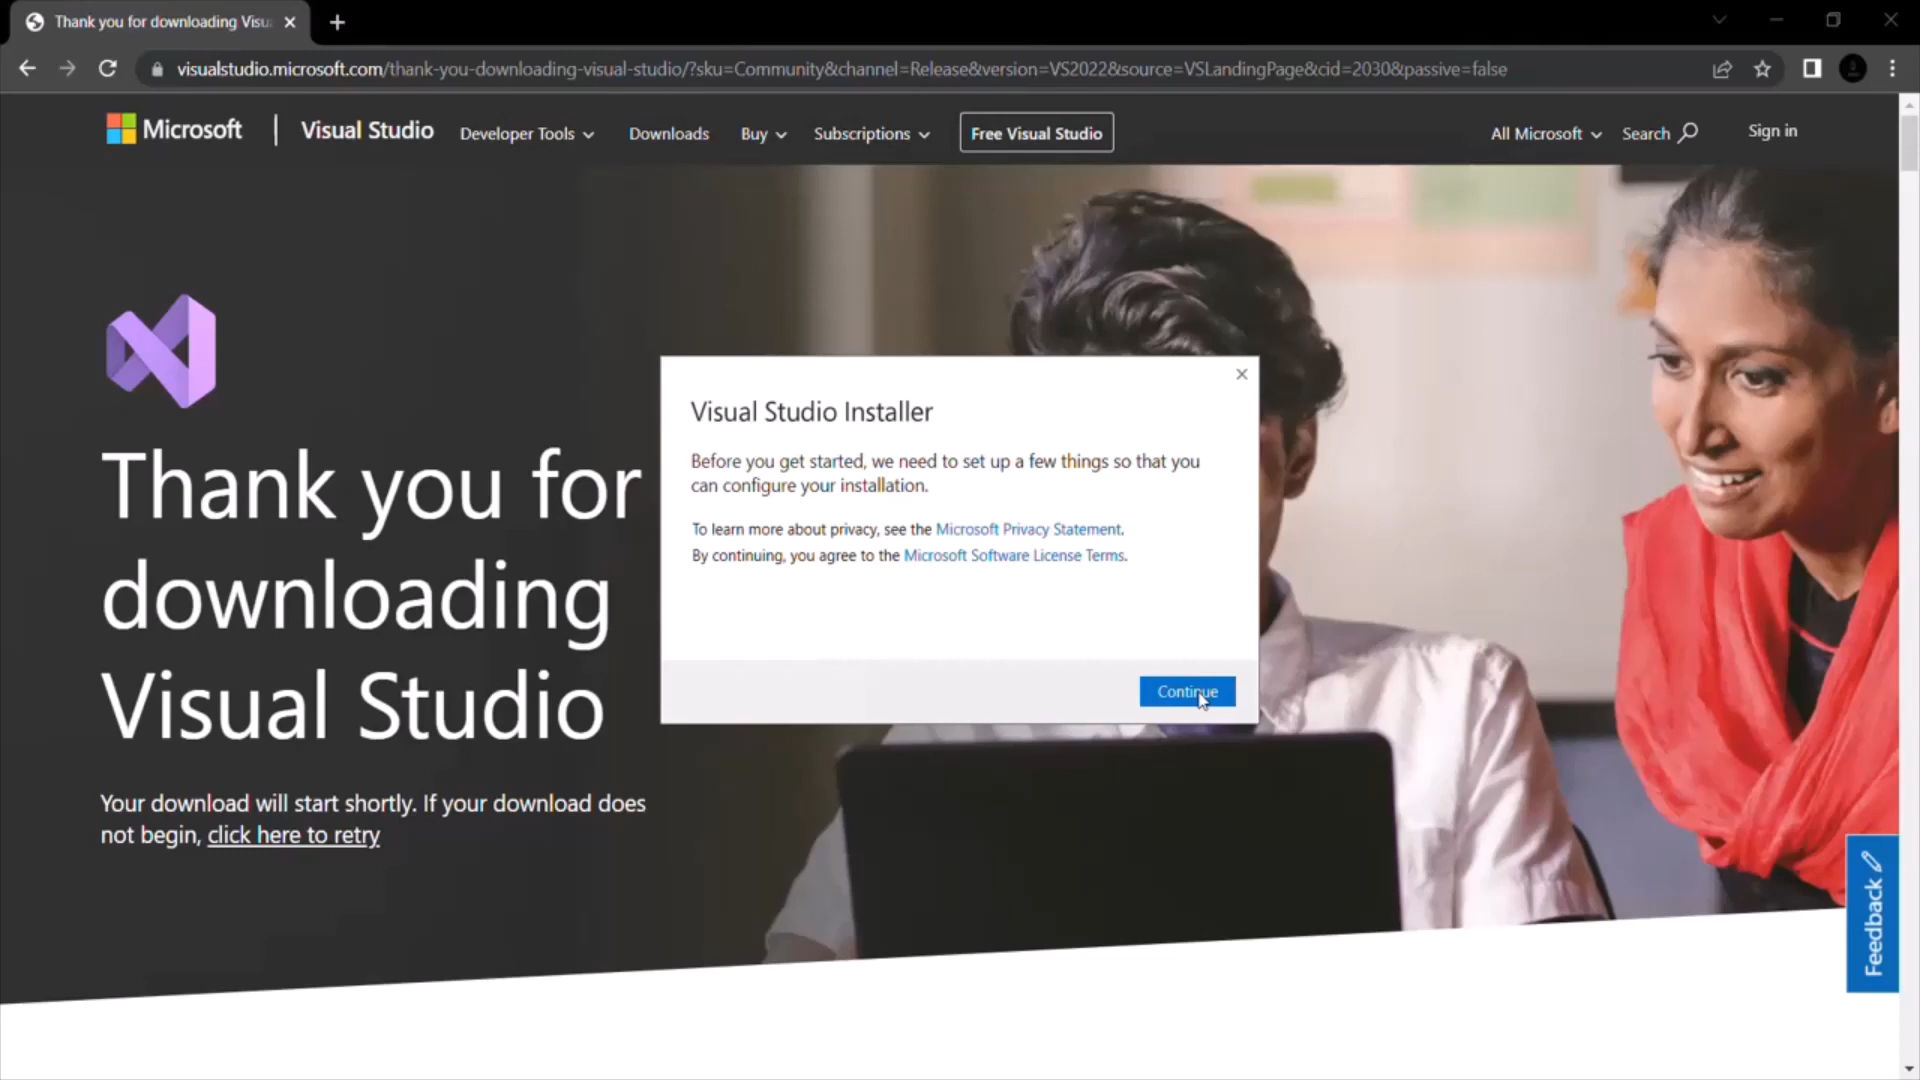 Thank you for downloading Visu
visualstudio.microsoft.com/thank-you-downloading-visual-studio/?sku=Community&channel=Release&version=VS2022&source=VSLandingPage&cid=2030&passive=false
Microsoft
Visual Studio
Developer Tools
Downloads
Buy
Subscriptions
Free Visual Studio
All Microsoft
Search
Sign in
Thank you for
downloading
Visual Studio
Your download will start shortly. If your download does
not begin, click here to retry
Visual Studio Installer
Before you get started, we need to set up a few things so that you
can configure your installation.
To learn more about privacy, see the Microsoft Privacy Statement.
By continuing, you agree to the Microsoft Software License Terms.
Continue
Feedback